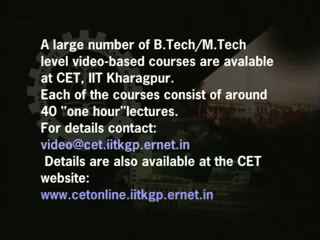 A large number of B.Tech/M.Tech
level video-based courses are avalable
at CET, IIT Kharagpur.
Each of the courses consist of around
40 "one hour"lectures.
For details contact:
video@cet.iitkgp.ernet.in
Details are also available at the CET
website:
www.cetonline.iitkgp.ernet.in